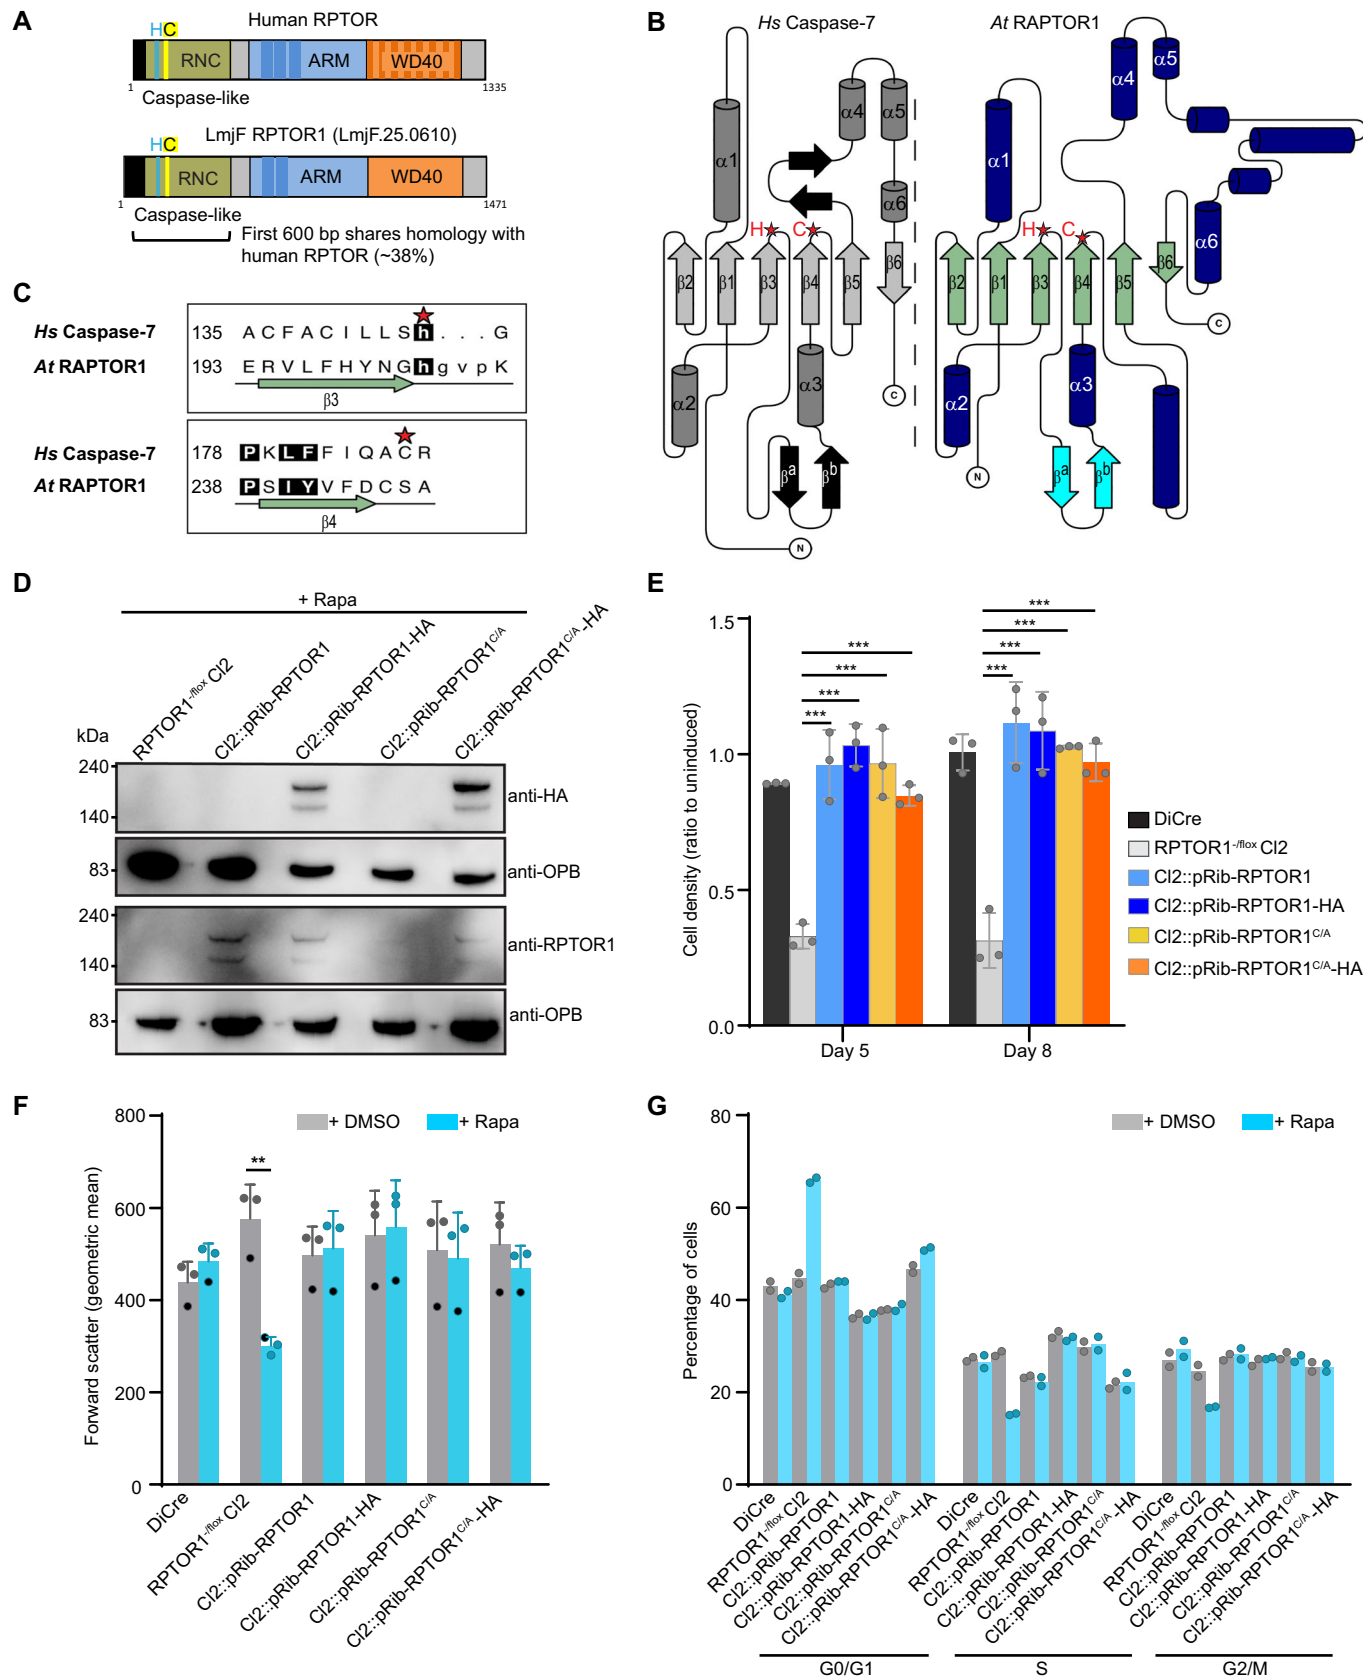 A
Human RPTOR
H C
RNC ARM WD40
1 1335
Caspase-like
LmjF RPTOR1 (LmjF.25.0610)
H C
RNC ARM WD40
1 1471
Caspase-like
First 600 bp shares homology with
human RPTOR (~38%)
B
Hs Caspase-7 At RAPTOR1
α1 α4 α5 α6 α2 α3
H C
β2 β1 β3 β4 β5 β6
βa βb
N C
α1 α4 α5 α6 α2 α3
H C
β2 β1 β3 β4 β5 β6
βa βb
N C
C
Hs Caspase-7 135 A C F A C I L L S h . . . G
At RAPTOR1 193 E R V L F H Y N G h g v p K
β3
Hs Caspase-7 178 P K L F F I Q A C R
At RAPTOR1 238 P S I Y V F D C S A
β4
D
+ Rapa
RPTOR1-/flox Cl2
Cl2::pRib-RPTOR1
Cl2::pRib-RPTOR1-HA
Cl2::pRib-RPTOR1C/A
Cl2::pRib-RPTOR1C/A-HA
kDa
240
140
anti-HA
83
anti-OPB
240
140
anti-RPTOR1
83
anti-OPB
E
Cell density (ratio to uninduced)
1.5
1.0
0.5
0.0
*** *** *** ***
*** *** *** ***
Day 5 Day 8
DiCre
RPTOR1-/flox Cl2
Cl2::pRib-RPTOR1
Cl2::pRib-RPTOR1-HA
Cl2::pRib-RPTOR1C/A
Cl2::pRib-RPTOR1C/A-HA
F
Forward scatter (geometric mean)
800
600
400
200
0
+ DMSO + Rapa
**
DiCre
RPTOR1-/flox Cl2
Cl2::pRib-RPTOR1
Cl2::pRib-RPTOR1-HA
Cl2::pRib-RPTOR1C/A
Cl2::pRib-RPTOR1C/A-HA
G
Percentage of cells
80
60
40
20
0
+ DMSO + Rapa
DiCre
RPTOR1-/flox Cl2
Cl2::pRib-RPTOR1
Cl2::pRib-RPTOR1-HA
Cl2::pRib-RPTOR1C/A
Cl2::pRib-RPTOR1C/A-HA
DiCre
RPTOR1-/flox Cl2
Cl2::pRib-RPTOR1
Cl2::pRib-RPTOR1-HA
Cl2::pRib-RPTOR1C/A
Cl2::pRib-RPTOR1C/A-HA
DiCre
RPTOR1-/flox Cl2
Cl2::pRib-RPTOR1
Cl2::pRib-RPTOR1-HA
Cl2::pRib-RPTOR1C/A
Cl2::pRib-RPTOR1C/A-HA
G0/G1 S G2/M